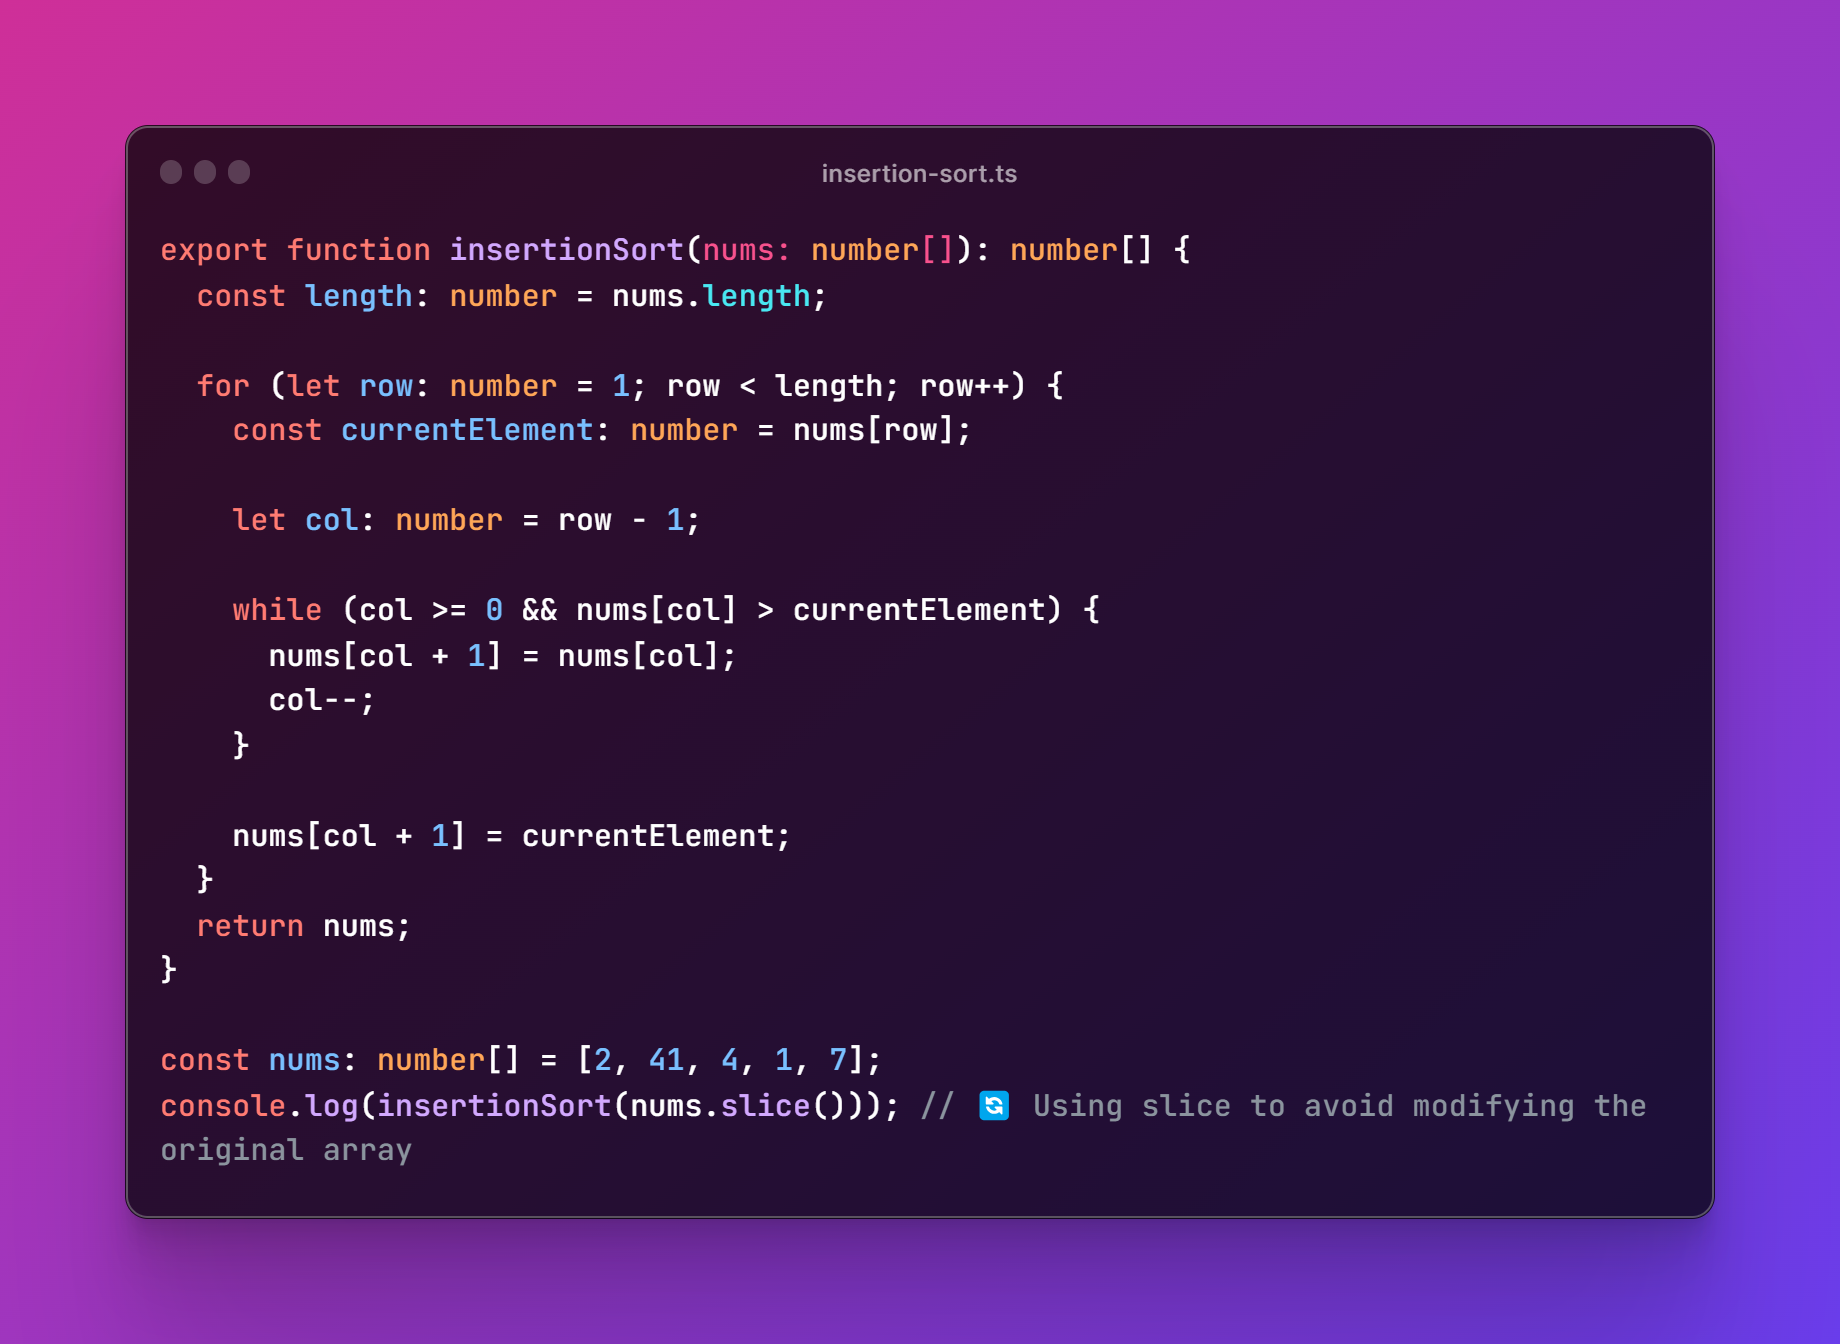 insertion-sort.ts
export function insertionSort(nums: number[]): number[] {
  const length: number = nums.length;

  for (let row: number = 1; row < length; row++) {
    const currentElement: number = nums[row];

    let col: number = row - 1;

    while (col >= 0 && nums[col] > currentElement) {
      nums[col + 1] = nums[col];
      col--;
    }

    nums[col + 1] = currentElement;
  }
  return nums;
}

const nums: number[] = [2, 41, 4, 1, 7];
console.log(insertionSort(nums.slice())); // 🔄 Using slice to avoid modifying the
original array